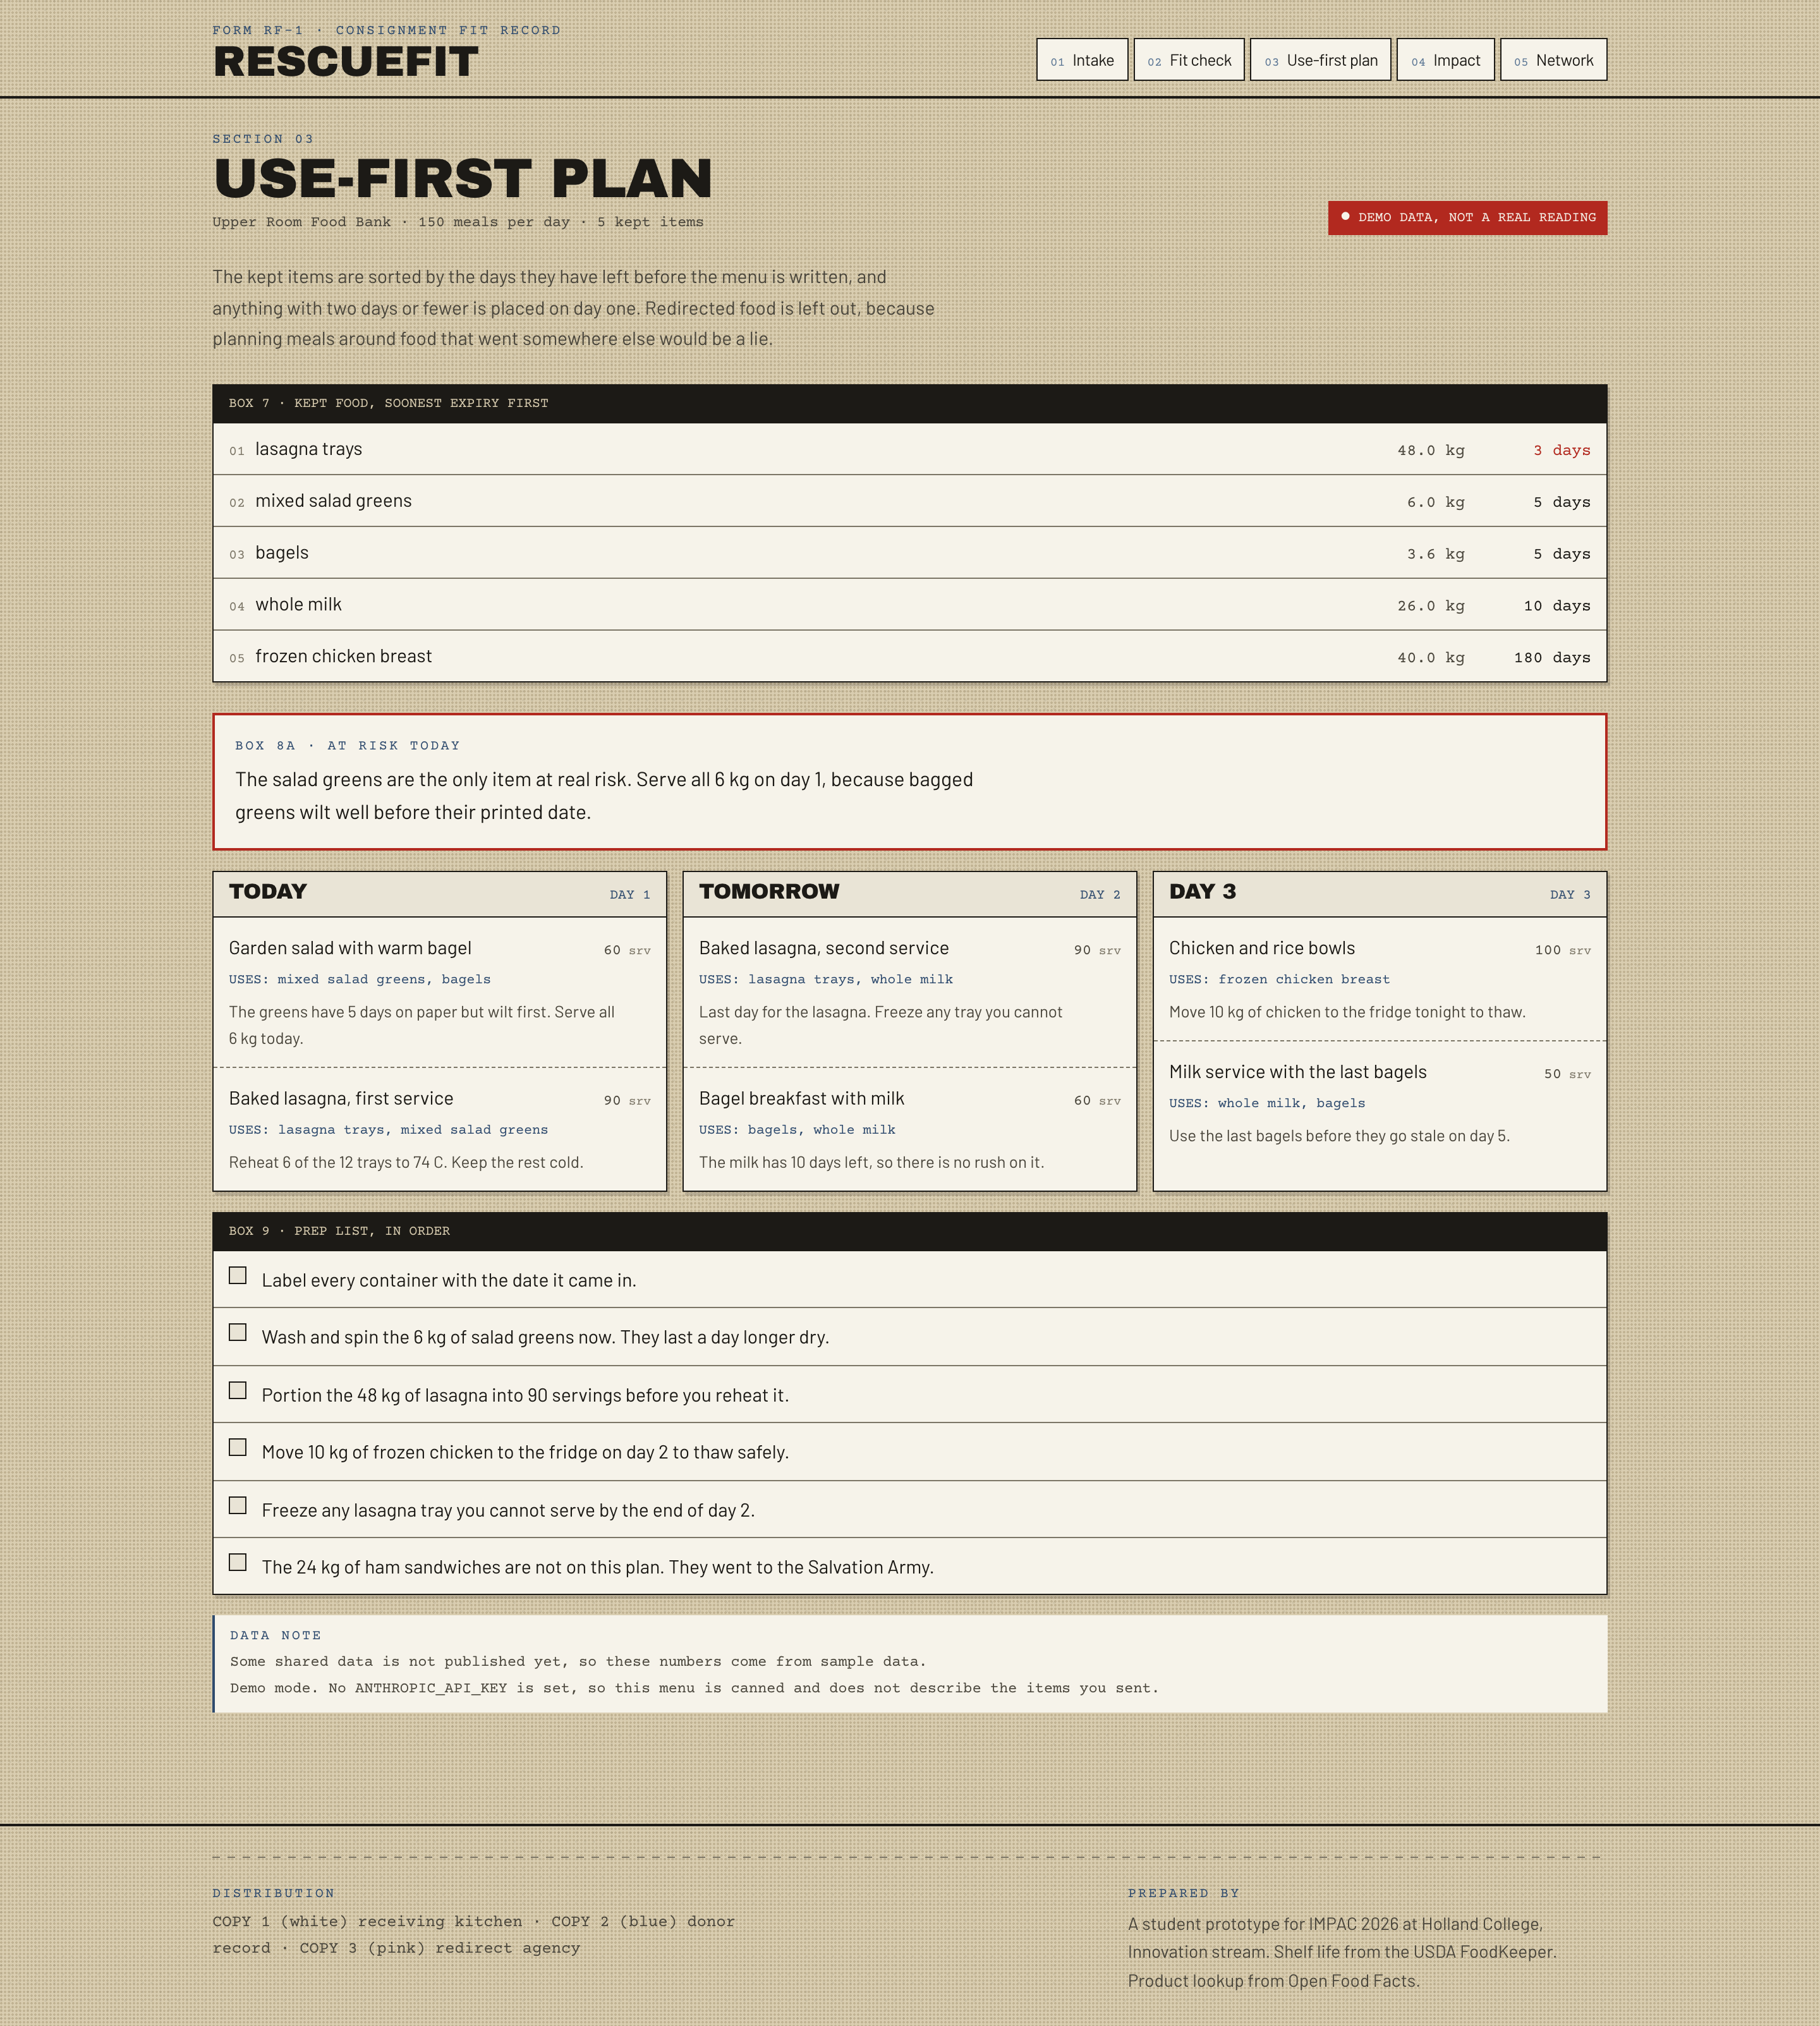 FORM RF-1 · CONSIGNMENT FIT RECORD
RESCUEFIT
01 Intake
02 Fit check
03 Use-first plan
04 Impact
05 Network
SECTION 03
USE-FIRST PLAN
Upper Room Food Bank · 150 meals per day · 5 kept items
DEMO DATA, NOT A REAL READING
The kept items are sorted by the days they have left before the menu is written, and
anything with two days or fewer is placed on day one. Redirected food is left out, because
planning meals around food that went somewhere else would be a lie.
BOX 7 · KEPT FOOD, SOONEST EXPIRY FIRST
01 lasagna trays 48.0 kg 3 days
02 mixed salad greens 6.0 kg 5 days
03 bagels 3.6 kg 5 days
04 whole milk 26.0 kg 10 days
05 frozen chicken breast 40.0 kg 180 days
BOX 8A · AT RISK TODAY
The salad greens are the only item at real risk. Serve all 6 kg on day 1, because bagged
greens wilt well before their printed date.
TODAY DAY 1
Garden salad with warm bagel 60 srv
USES: mixed salad greens, bagels
The greens have 5 days on paper but wilt first. Serve all
6 kg today.
Baked lasagna, first service 90 srv
USES: lasagna trays, mixed salad greens
Reheat 6 of the 12 trays to 74 C. Keep the rest cold.
TOMORROW DAY 2
Baked lasagna, second service 90 srv
USES: lasagna trays, whole milk
Last day for the lasagna. Freeze any tray you cannot
serve.
Bagel breakfast with milk 60 srv
USES: bagels, whole milk
The milk has 10 days left, so there is no rush on it.
DAY 3 DAY 3
Chicken and rice bowls 100 srv
USES: frozen chicken breast
Move 10 kg of chicken to the fridge tonight to thaw.
Milk service with the last bagels 50 srv
USES: whole milk, bagels
Use the last bagels before they go stale on day 5.
BOX 9 · PREP LIST, IN ORDER
Label every container with the date it came in.
Wash and spin the 6 kg of salad greens now. They last a day longer dry.
Portion the 48 kg of lasagna into 90 servings before you reheat it.
Move 10 kg of frozen chicken to the fridge on day 2 to thaw safely.
Freeze any lasagna tray you cannot serve by the end of day 2.
The 24 kg of ham sandwiches are not on this plan. They went to the Salvation Army.
DATA NOTE
Some shared data is not published yet, so these numbers come from sample data.
Demo mode. No ANTHROPIC_API_KEY is set, so this menu is canned and does not describe the items you sent.
DISTRIBUTION
COPY 1 (white) receiving kitchen · COPY 2 (blue) donor
record · COPY 3 (pink) redirect agency
PREPARED BY
A student prototype for IMPAC 2026 at Holland College,
Innovation stream. Shelf life from the USDA FoodKeeper.
Product lookup from Open Food Facts.